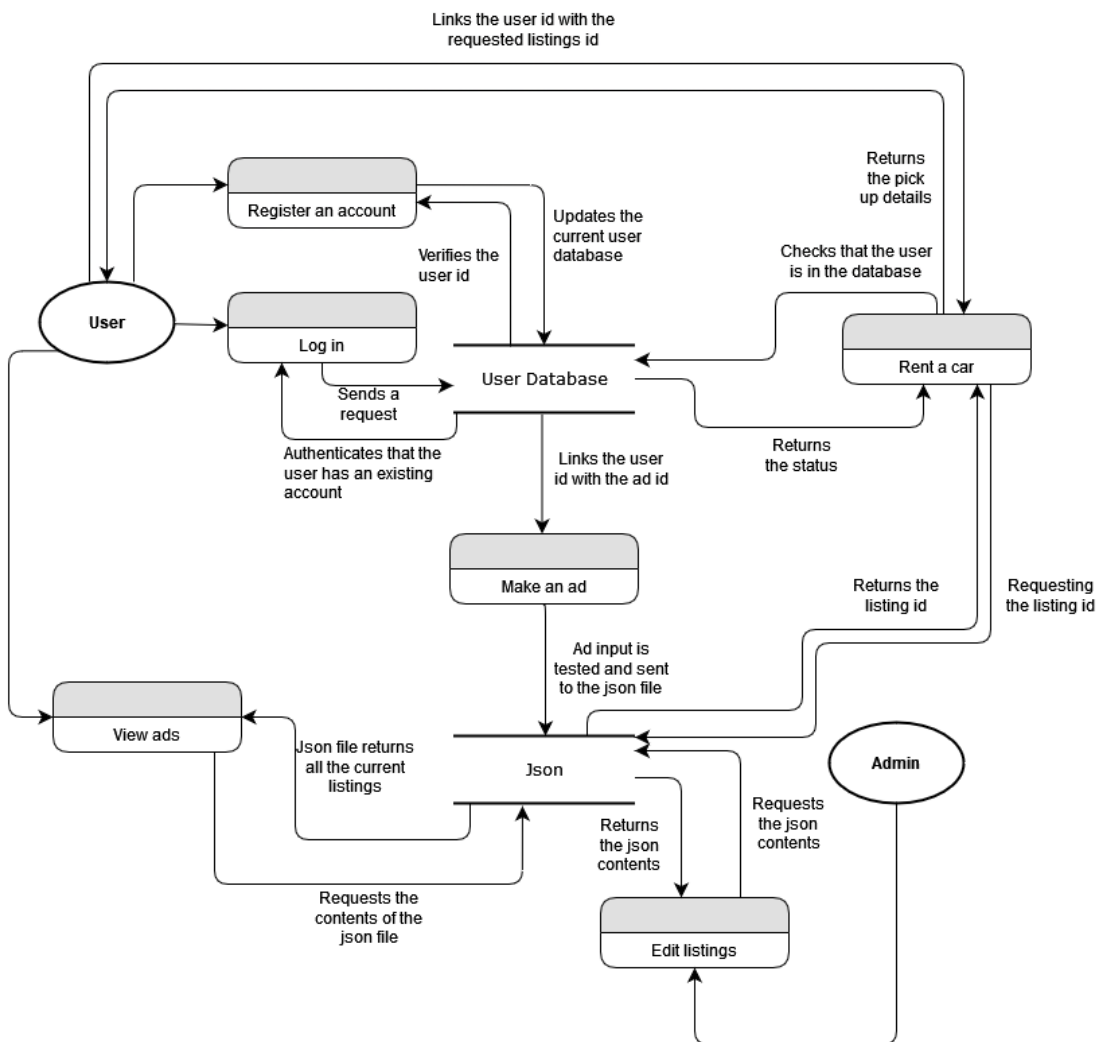 Links the user id with the
requested listings id
Returns
the pick
up details
Register an account
Updates the
current user
database
Verifies the
user id
Checks that the user
is in the database
User
Log in
Rent a car
User Database
Sends a
request
Authenticates that the
user has an existing
account
Returns
the status
Links the user
id with the ad id
Make an ad
Returns the
listing id
Requesting
the listing id
Ad input is
tested and sent
to the json file
View ads
Json file returns
all the current
listings
Json
Admin
Returns
the json
contents
Requests
the json
contents
Requests the
contents of the
json file
Edit listings